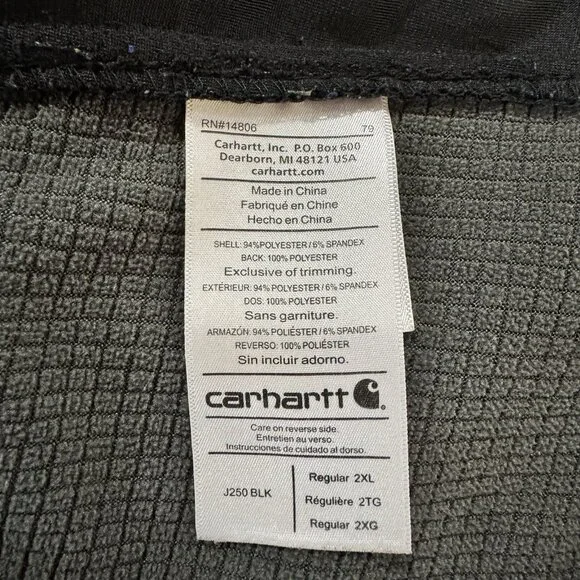 RN#14806 79
Carhartt, Inc. P.O. Box 600
Dearborn, MI 48121 USA
carhartt.com
Made in China
Fabriqué en Chine
Hecho en China
SHELL: 94%POLYESTER/6% SPANDEX
BACK: 100% POLYESTER
Exclusive of trimming.
EXTÉRIEUR: 94% POLYESTER/6% SPANDEX
DOS: 100% POLYESTER
Sans garniture.
ARMAZÓN: 94% POLIÉSTER/6% SPANDEX
REVERSO: 100% POLIÉSTER
Sin incluir adorno.
carhartt
Care on reverse side.
Entretien au verso.
Instrucciones de cuidado al dorso.
J250 BLK
Regular 2XL
Régulière 2TG
Regular 2XG